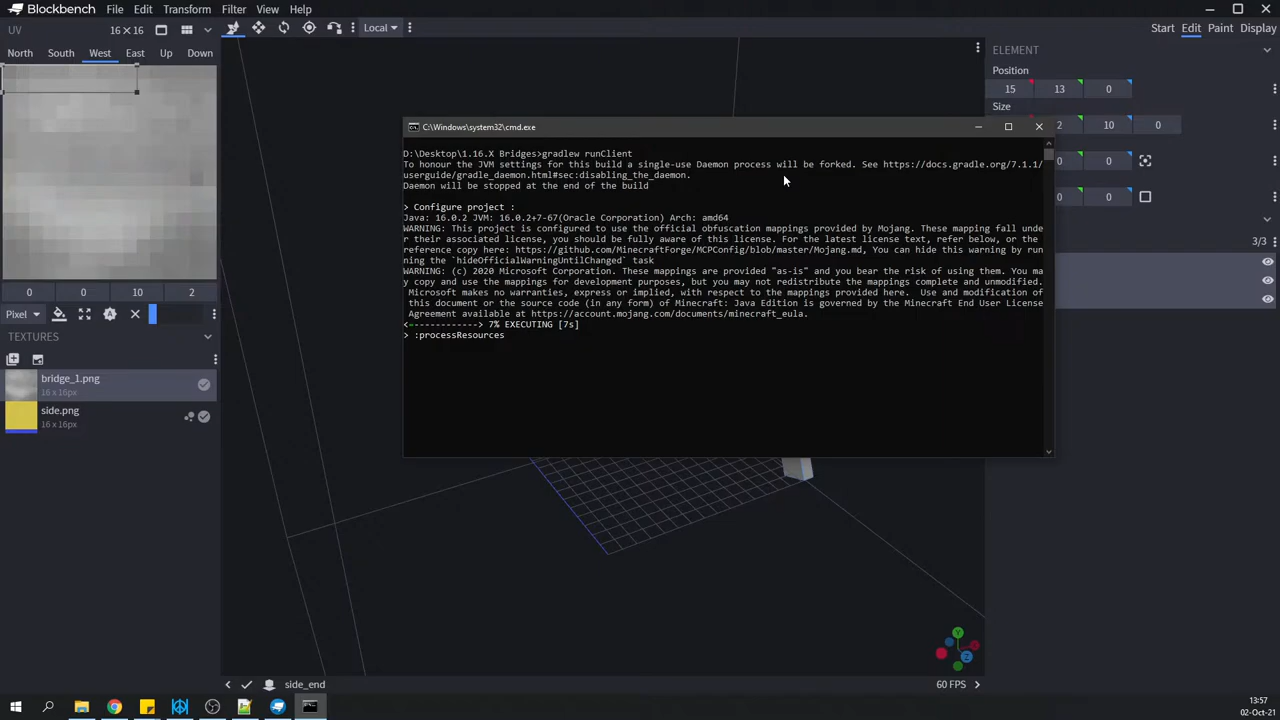 Blockbench
File Edit Transform Filter View Help
UV
16 × 16
Local
Start Edit Paint Display
North South West East Up Down
ELEMENT
Position
15 13 0
Size
2 10 0
0 0
0 0
3/3
C:\Windows\system32\cmd.exe
D:\Desktop\1.16.X Bridges>gradlew runClient
To honour the JVM settings for this build a single-use Daemon process will be forked. See https://docs.gradle.org/7.1.1/
userguide/gradle_daemon.html#sec:disabling_the_daemon.
Daemon will be stopped at the end of the build
> Configure project :
Java: 16.0.2 JVM: 16.0.2+7-67(Oracle Corporation) Arch: amd64
WARNING: This project is configured to use the official obfuscation mappings provided by Mojang. These mapping fall unde
r their associated license, you should be fully aware of this license. For the latest license text, refer below, or the
reference copy here: https://github.com/MinecraftForge/MCPConfig/blob/master/Mojang.md, You can hide this warning by run
ning the `hideOfficialWarningUntilChanged` task
WARNING: (c) 2020 Microsoft Corporation. These mappings are provided "as-is" and you bear the risk of using them. You ma
y copy and use the mappings for development purposes, but you may not redistribute the mappings complete and unmodified.
Microsoft makes no warranties, express or implied, with respect to the mappings provided here. Use and modification of
this document or the source code (in any form) of Minecraft: Java Edition is governed by the Minecraft End User License
Agreement available at https://account.mojang.com/documents/minecraft_eula.
<=------------> 7% EXECUTING [7s]
> :processResources
0 0 10 2
Pixel
TEXTURES
bridge_1.png
16 x 16px
side.png
16 x 16px
Y
Z
side_end
60 FPS
13:57
02-Oct-21